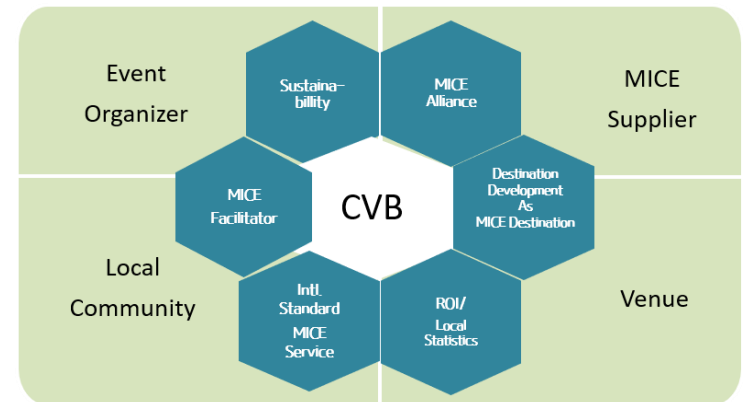 Event
Organizer
Sustaina-
billity
MICE
Alliance
MICE
Supplier
MICE
Facilitator
CVB
Destination
Development
As
MICE Destination
Local
Community
Intl.
Standard
MICE
Service
ROI/
Local
Statistics
Venue